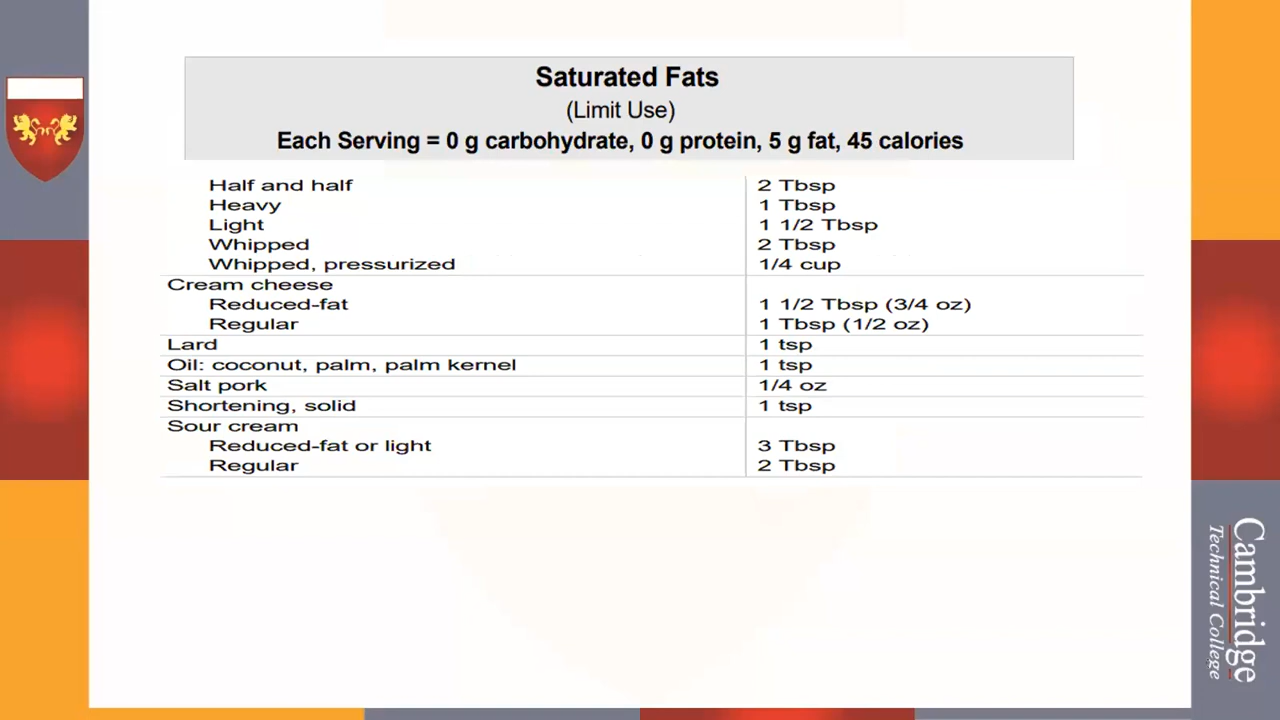 Saturated Fats
(Limit Use)
Each Serving = 0 g carbohydrate, 0 g protein, 5 g fat, 45 calories
Half and half 2 Tbsp
Heavy 1 Tbsp
Light 1 1/2 Tbsp
Whipped 2 Tbsp
Whipped, pressurized 1/4 cup
Cream cheese
Reduced-fat 1 1/2 Tbsp (3/4 oz)
Regular 1 Tbsp (1/2 oz)
Lard 1 tsp
Oil: coconut, palm, palm kernel 1 tsp
Salt pork 1/4 oz
Shortening, solid 1 tsp
Sour cream
Reduced-fat or light 3 Tbsp
Regular 2 Tbsp
Cambridge
Technical College